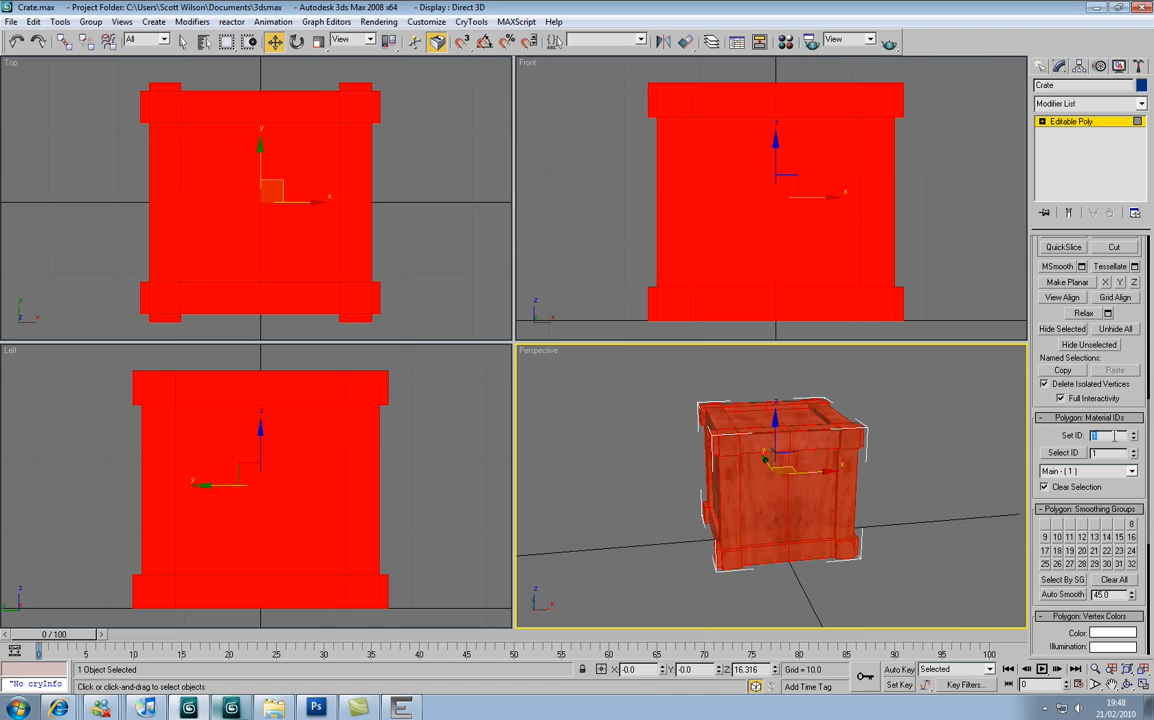 Crate.max - Project Folder: C:\Users\Scott Wilson\Documents\3dsmax - Autodesk 3ds Max 2008 x64 - Display : Direct 3D
File Edit Tools Group Views Create Modifiers reactor Animation Graph Editors Rendering Customize CryTools MAXScript Help
All View View
Top
Front
Left
Perspective
y
x
z
x
z
y
z
y
x
Crate
Modifier List
Editable Poly
QuickSlice Cut
MSmooth Tessellate
Make Planar X Y Z
View Align Grid Align
Relax
Hide Selected Unhide All
Hide Unselected
Named Selections:
Copy Paste
Delete Isolated Vertices
Full Interactivity
Polygon: Material IDs
Set ID: 1
Select ID 1
Main - ( 1 )
Clear Selection
Polygon: Smoothing Groups
8
9 10 11 12 13 14 15 16
17 18 19 20 21 22 23 24
25 26 27 28 29 30 31 32
Select By SG Clear All
Auto Smooth 45.0
Polygon: Vertex Colors
Color:
Illumination:
0 / 100
0 5 10 15 20 25 30 35 40 45 50 55 60 65 70 75 80 85 90 95 100
1 Object Selected X: -0.0 Y: -0.0 Z: 16.316 Grid = 10.0 Auto Key Selected
"No cryInfo Click or click-and-drag to select objects Add Time Tag Set Key Key Filters... 0
19:48
21/02/2010